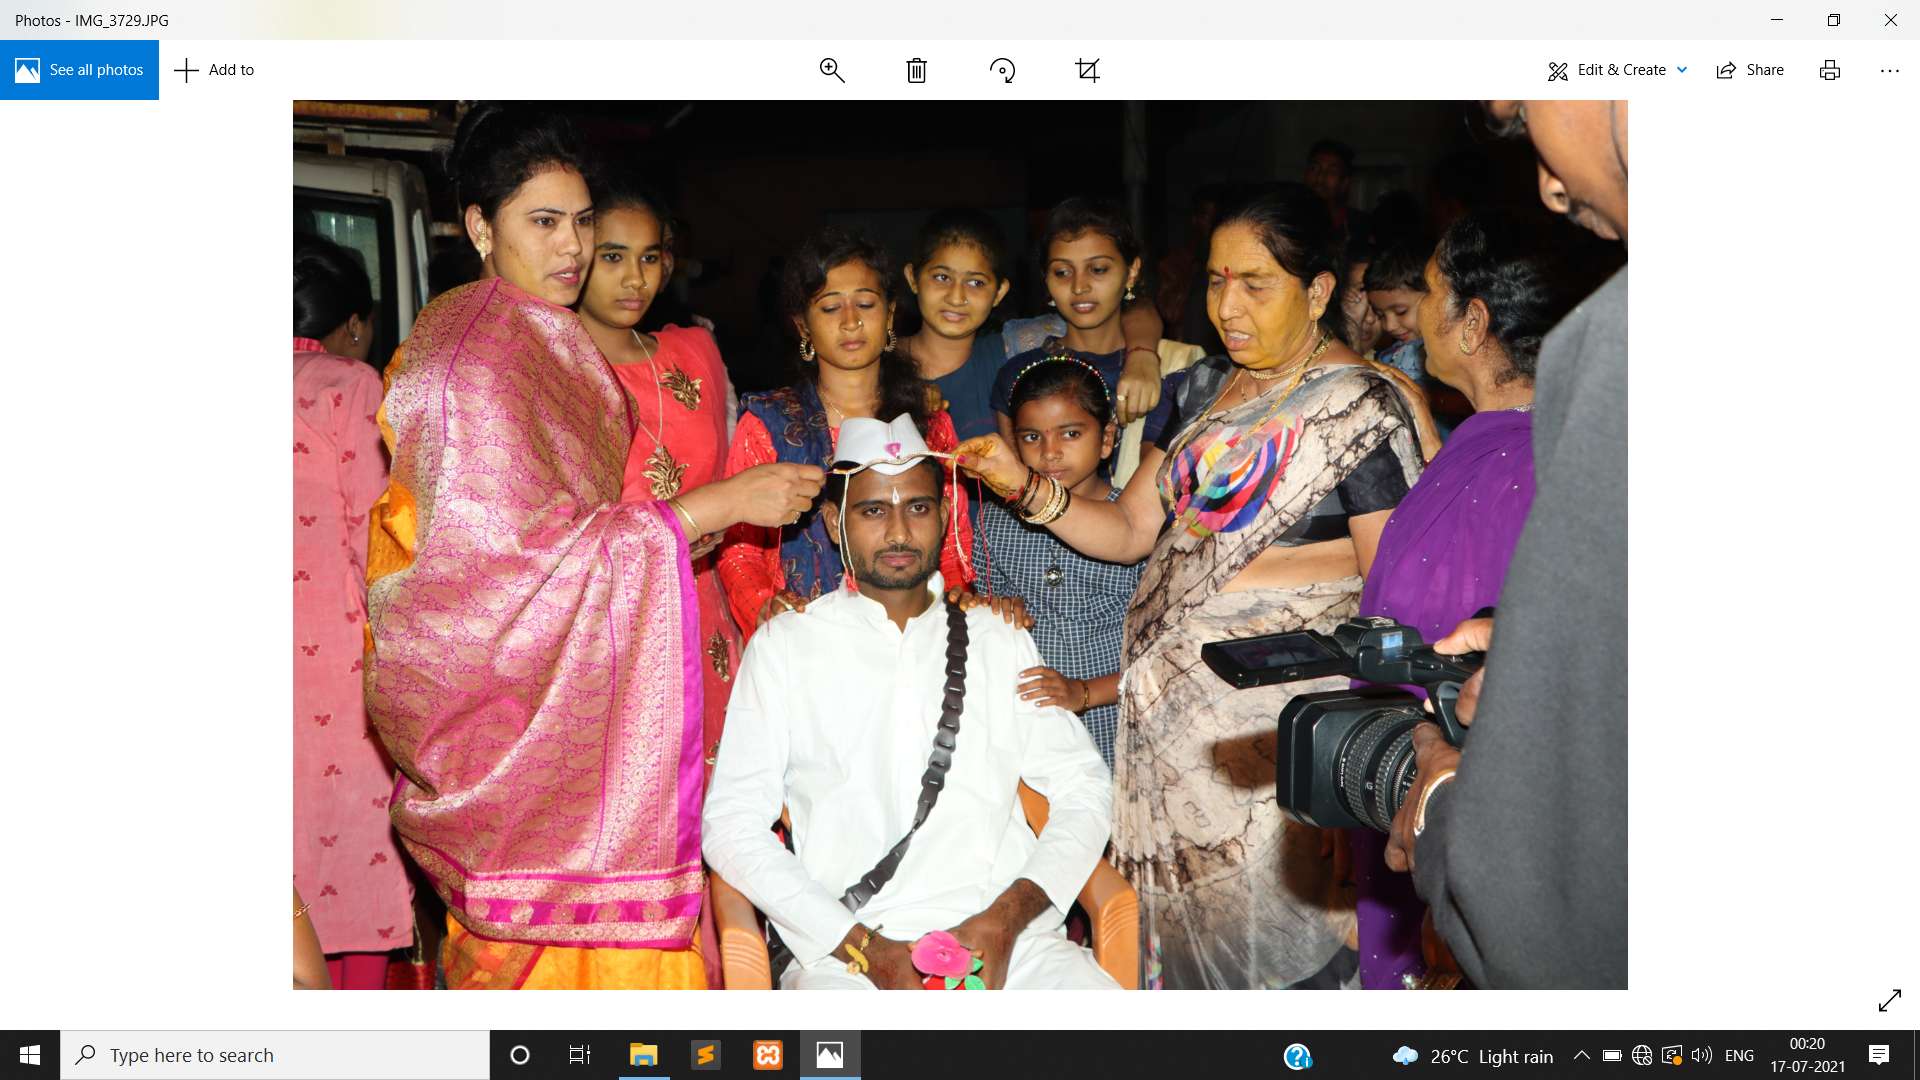 Photos - IMG_3729.JPG
See all photos
Add to
Edit & Create
Share
Type here to search
26°C Light rain
ENG
00:20
17-07-2021